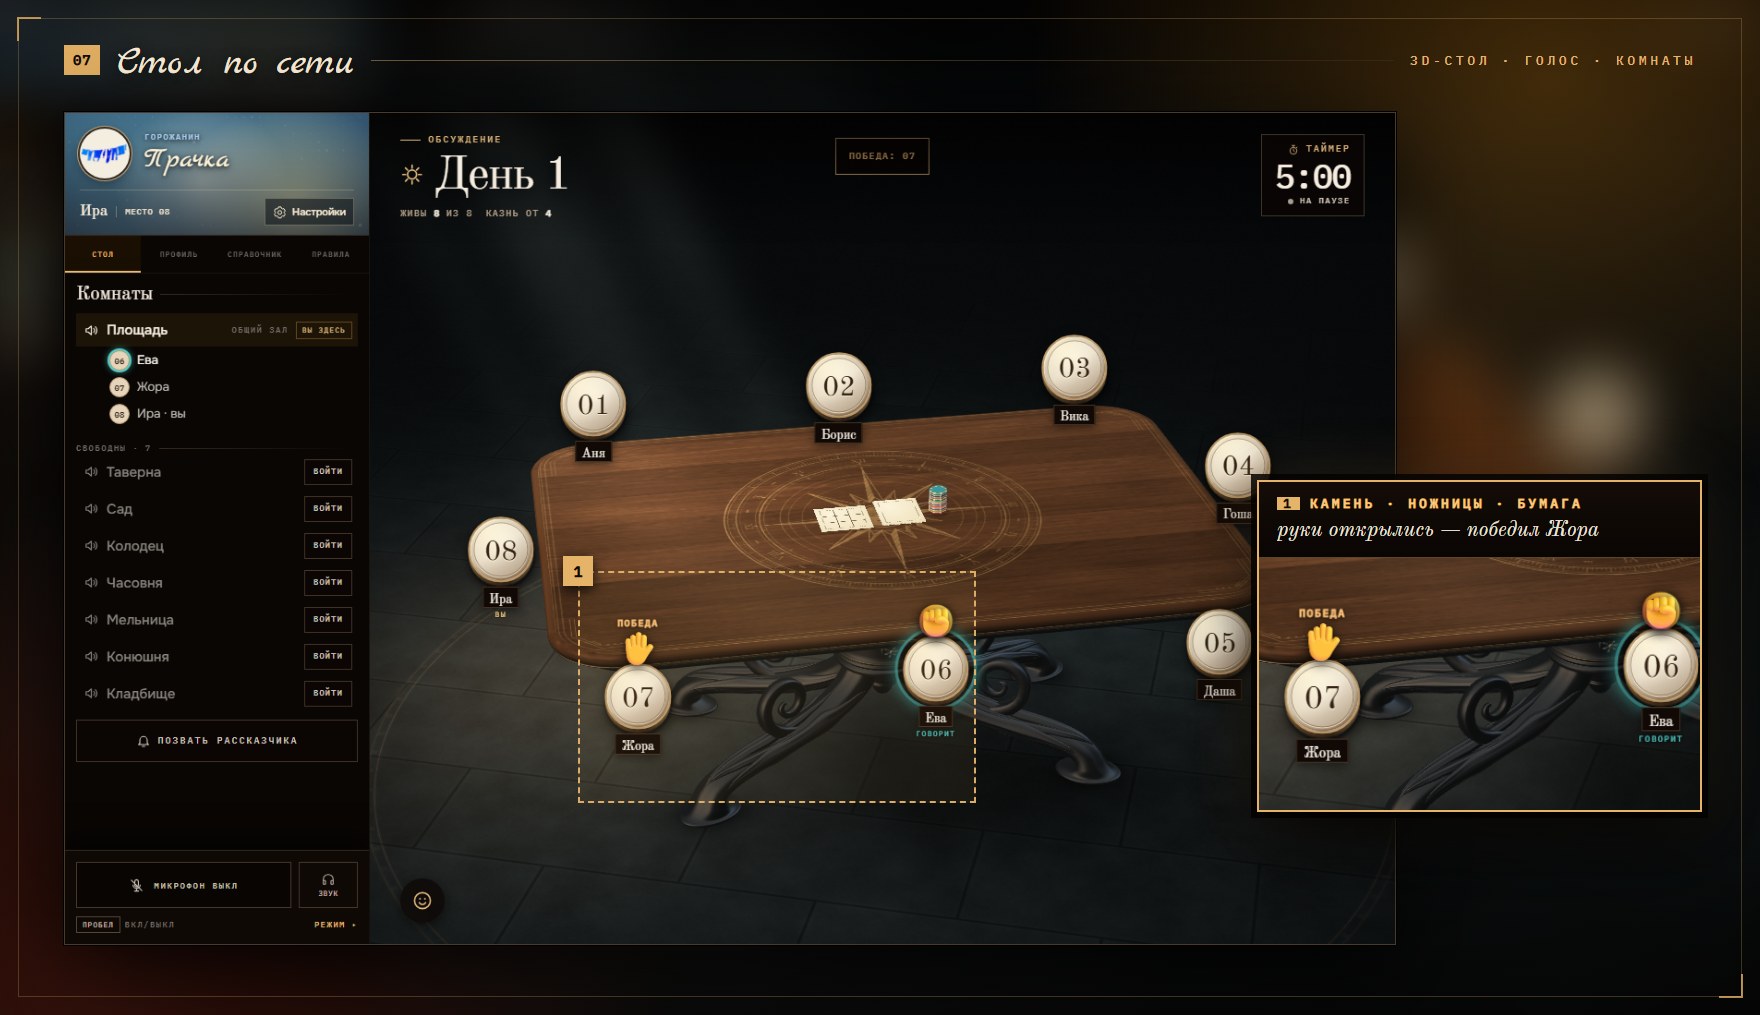 07 Стол по сети
3D-СТОЛ · ГОЛОС · КОМНАТЫ
ГОРОЖАНИН
Прачка
Ира МЕСТО 08
Настройки
СТОЛ ПРОФИЛЬ СПРАВОЧНИК ПРАВИЛА
Комнаты
Площадь ОБЩИЙ ЗАЛ ВЫ ЗДЕСЬ
06 Ева
07 Жора
08 Ира · вы
СВОБОДНЫ · 7
Таверна ВОЙТИ
Сад ВОЙТИ
Колодец ВОЙТИ
Часовня ВОЙТИ
Мельница ВОЙТИ
Конюшня ВОЙТИ
Кладбище ВОЙТИ
ПОЗВАТЬ РАССКАЗЧИКА
МИКРОФОН ВЫКЛ
ЗВУК
ПРОБЕЛ ВКЛ/ВЫКЛ
РЕЖИМ
ОБСУЖДЕНИЕ
День 1
ЖИВЫ 8 ИЗ 8 КАЗНЬ ОТ 4
ПОБЕДА: 07
ТАЙМЕР
5:00
НА ПАУЗЕ
01
Аня
02
Борис
03
Вика
04
Гоша
08
Ира
ВЫ
1
ПОБЕДА
07
Жора
06
Ева
ГОВОРИТ
05
Даша
1 КАМЕНЬ · НОЖНИЦЫ · БУМАГА
руки открылись — победил Жора
ПОБЕДА
07
Жора
06
Ева
ГОВОРИТ